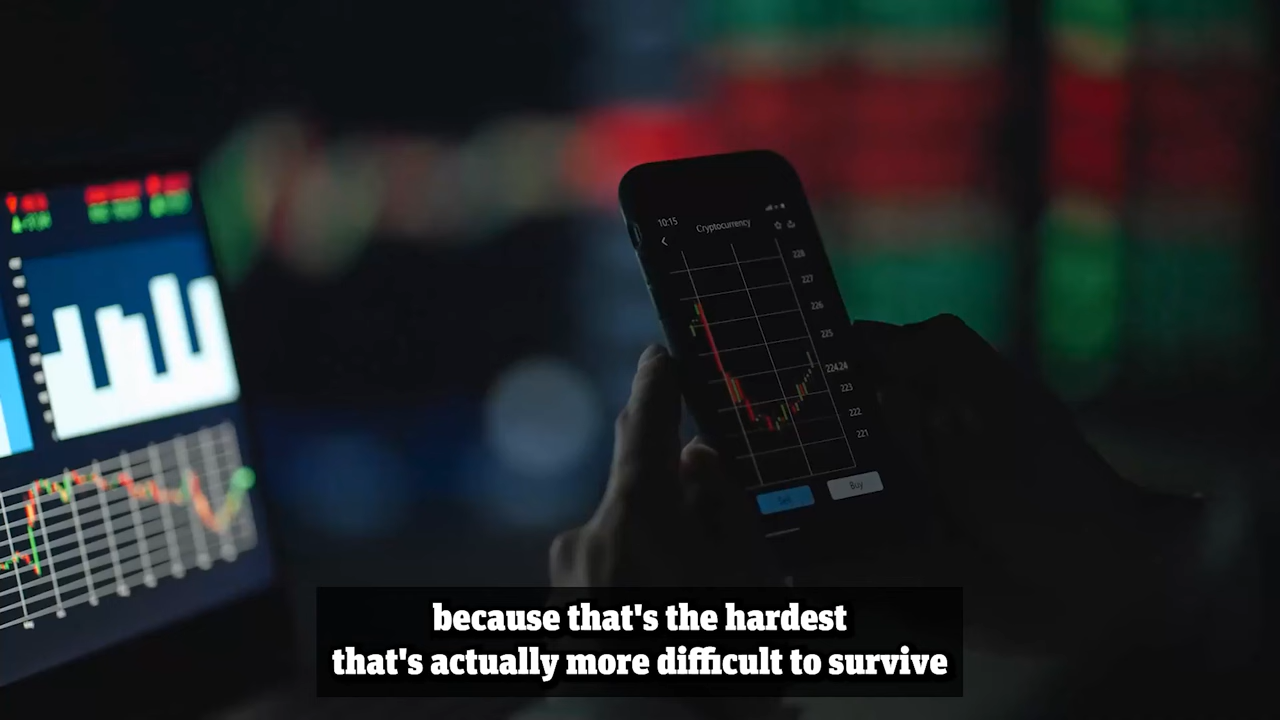 10:15
Cryptocurrency
228
227
226
225
224.24
223
222
221
Sell
Buy
because that's the hardest
that's actually more difficult to survive